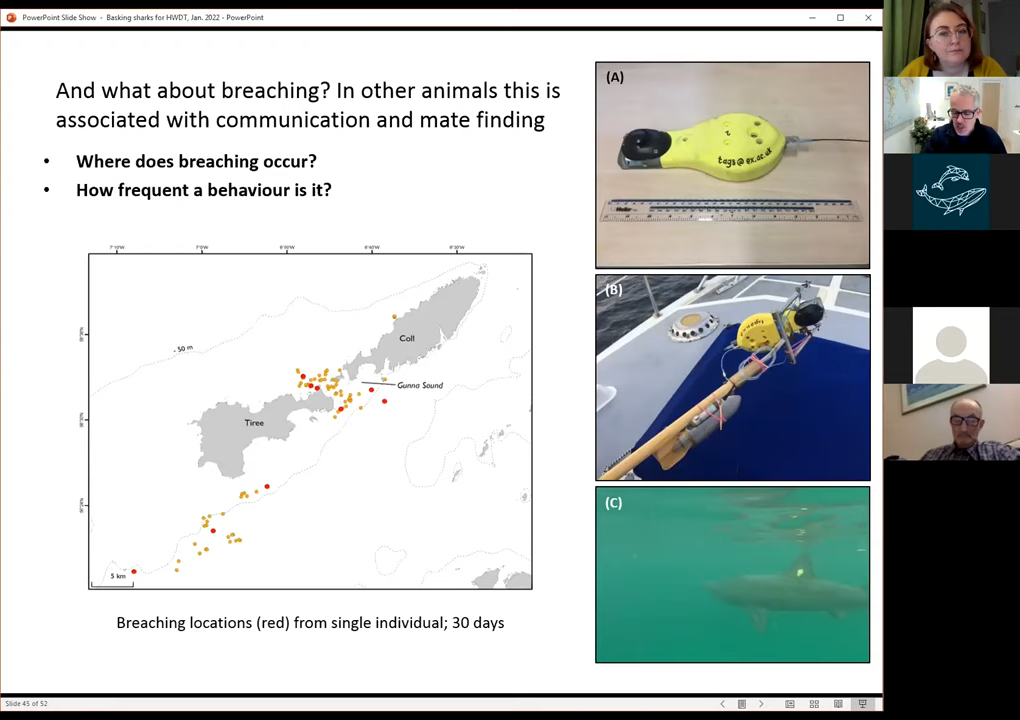 PowerPoint Slide Show - Basking sharks for HWDT, Jan. 2022 - PowerPoint
And what about breaching? In other animals this is
associated with communication and mate finding
• Where does breaching occur?
• How frequent a behaviour is it?
Coll
- 50 m
Gunna Sound
Tiree
5 km
Breaching locations (red) from single individual; 30 days
(A)
tags@ex.ac.uk
(B)
(C)
Slide 45 of 52